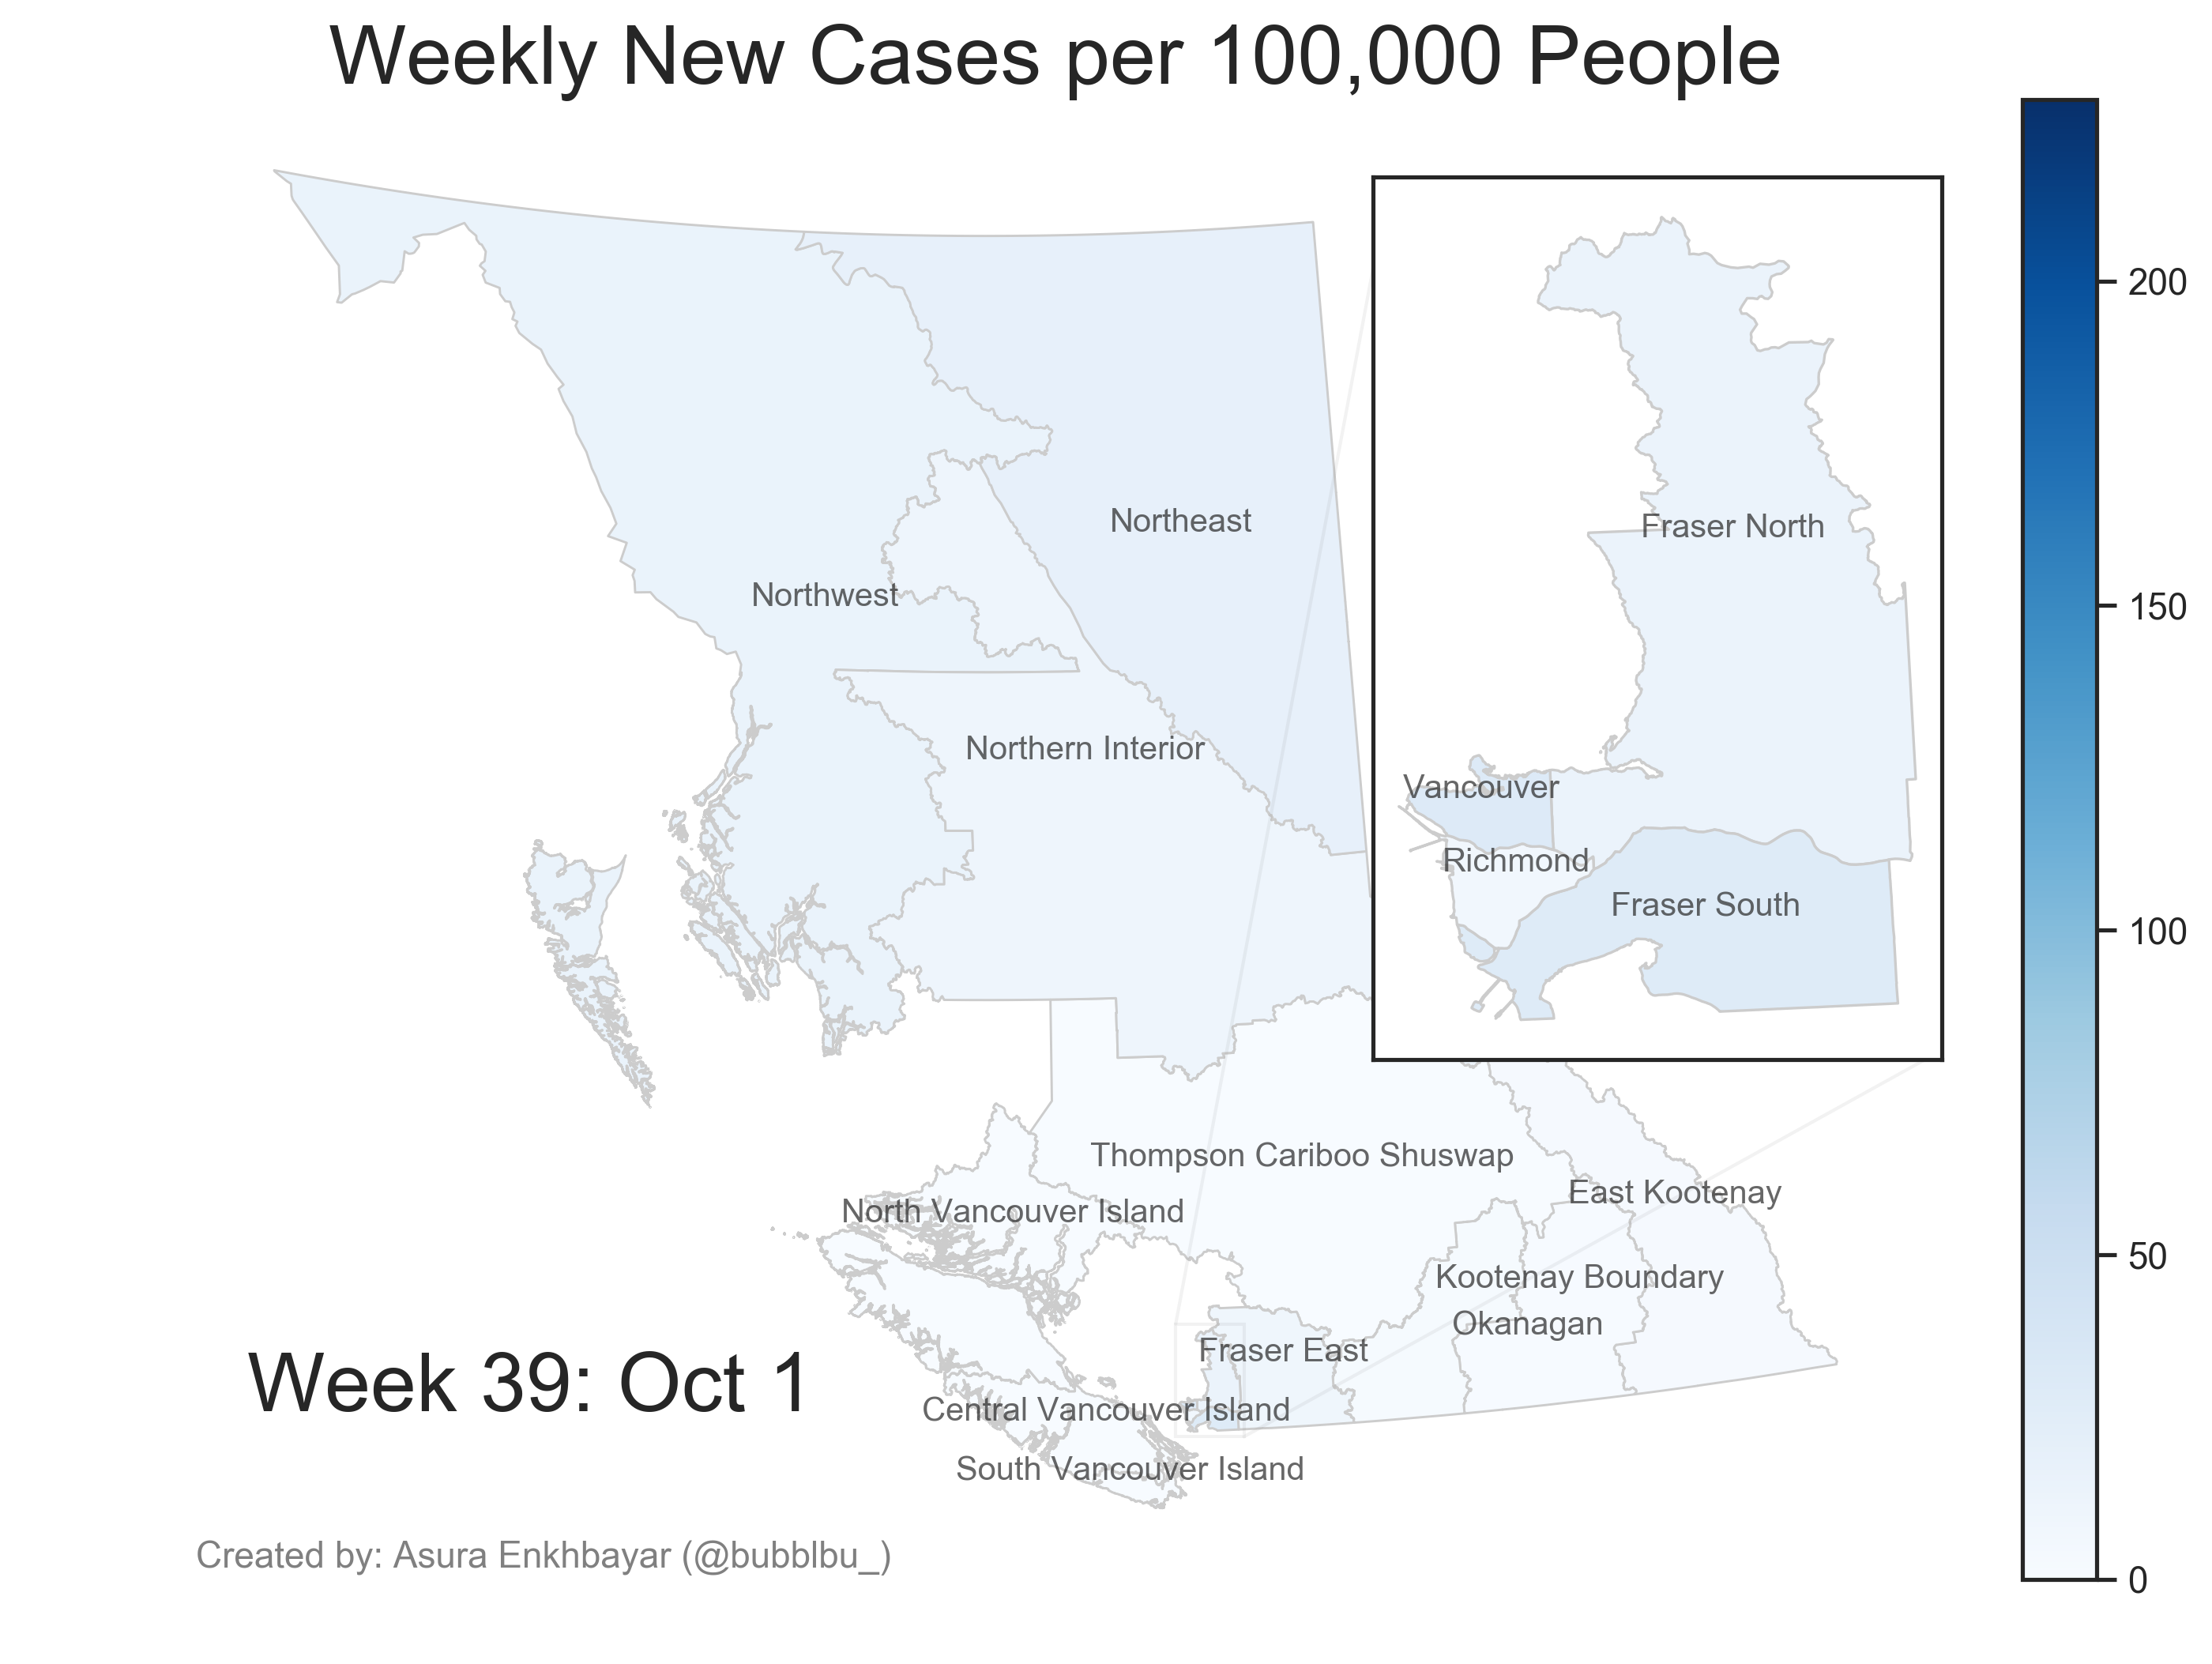 Weekly New Cases per 100,000 People
200
150
100
50
0
Northeast
Northwest
Northern Interior
Fraser North
Vancouver
Richmond
Fraser South
Thompson Cariboo Shuswap
East Kootenay
North Vancouver Island
Kootenay Boundary
Okanagan
Fraser East
Central Vancouver Island
South Vancouver Island
Week 39: Oct 1
Created by: Asura Enkhbayar (@bubblbu_)